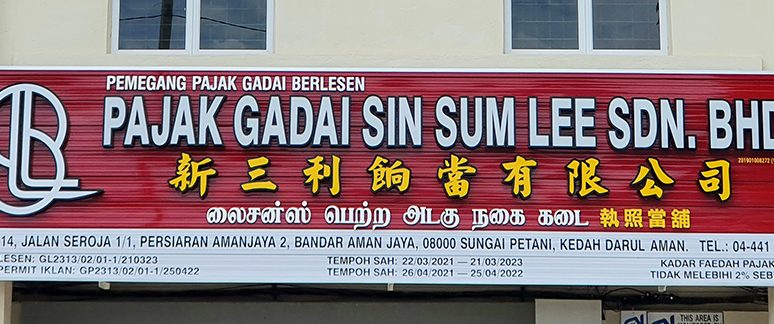 PEMEGANG PAJAK GADAI BERLESEN
PAJAK GADAI SIN SUM LEE SDN. BHD
201901008272
新三利餉當有限公司
லைசன்ஸ் பெற்ற அடகு நகை கடை 執照當舖
14, JALAN SEROJA 1/1, PERSIARAN AMANJAYA 2, BANDAR AMAN JAYA, 08000 SUNGAI PETANI, KEDAH DARUL AMAN. TEL.: 04-441
LESEN: GL2313/02/01-1/210323 TEMPOH SAH: 22/03/2021 — 21/03/2023 KADAR FAEDAH PAJAK
PERMIT IKLAN: GP2313/02/01-1/250422 TEMPOH SAH: 26/04/2021 — 25/04/2022 TIDAK MELEBIHI 2% SEB
THIS AREA IS